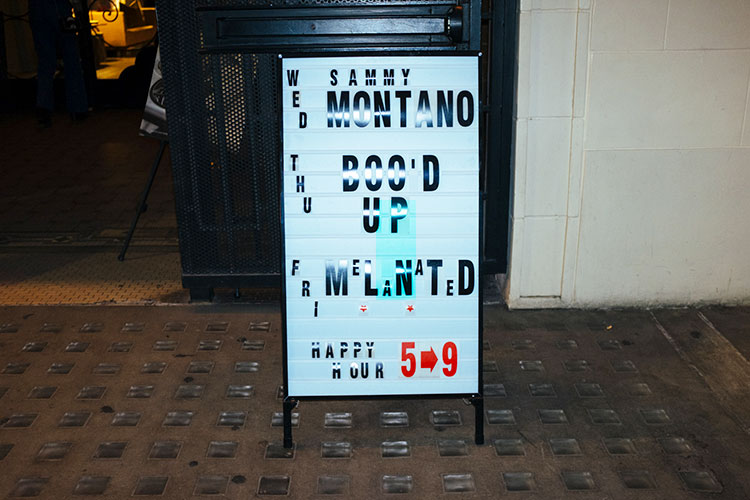 WED SAMMY
MONTANO
THU BOO'D
UP
FRI MELANATED
HAPPY
HOUR 5➡9